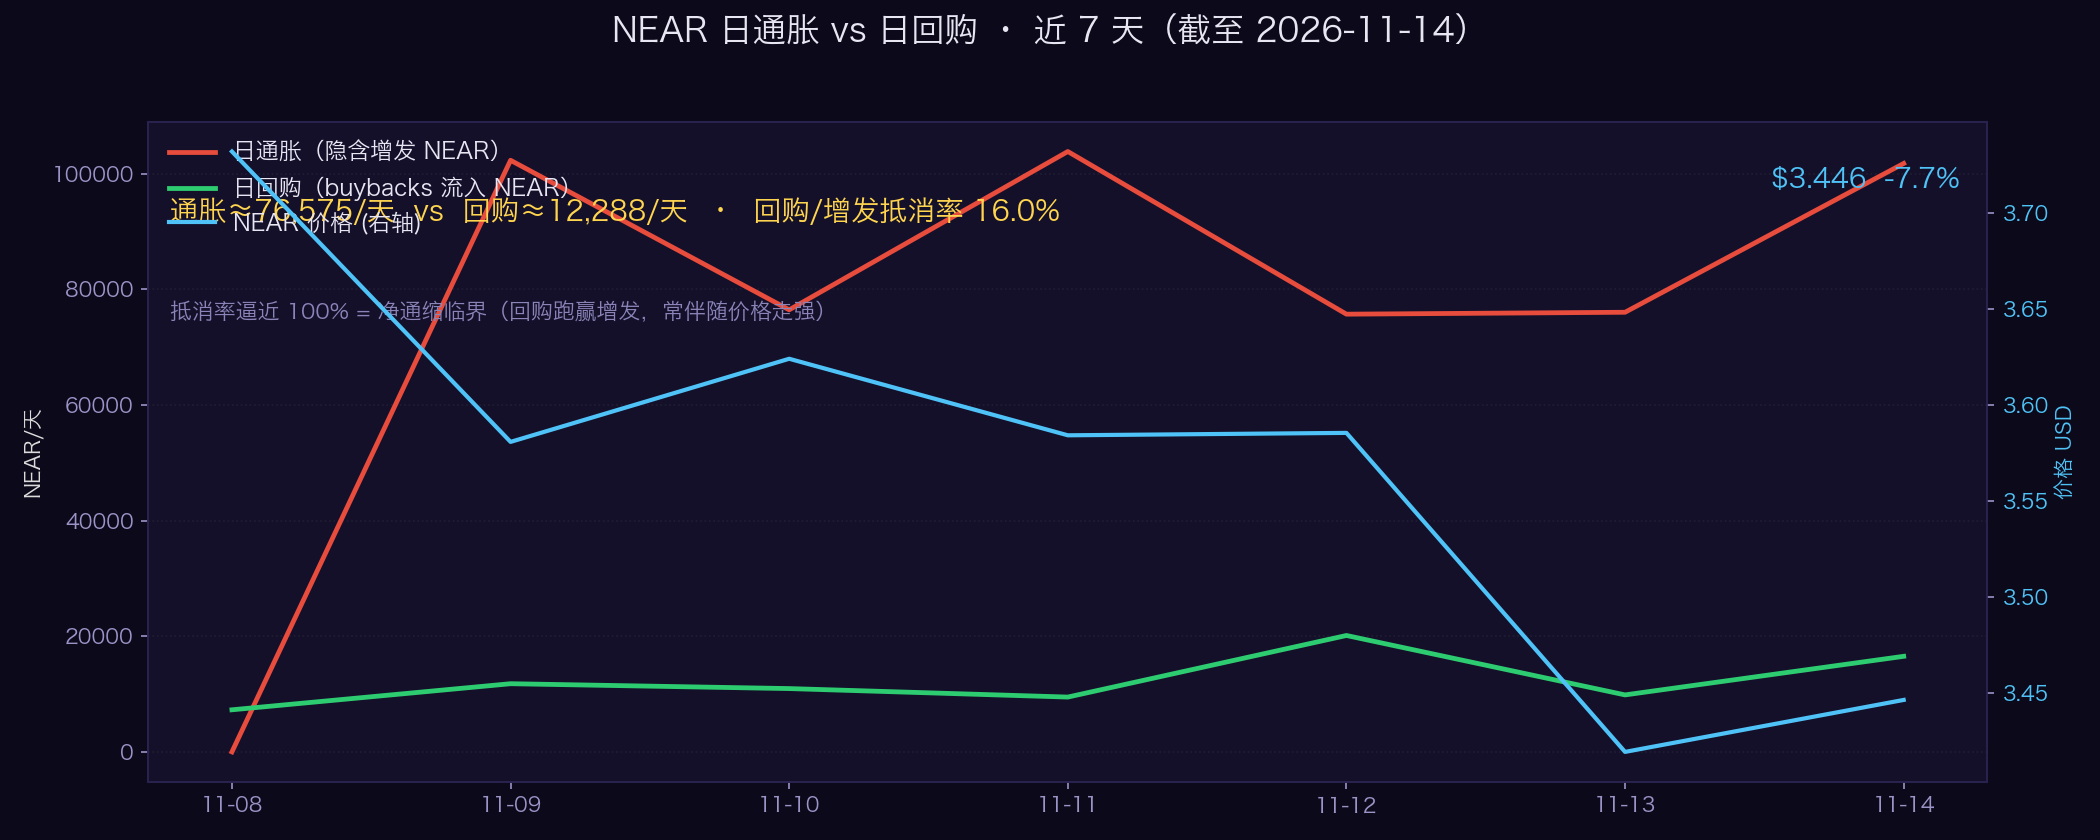 NEAR 日通胀 vs 日回购 · 近 7 天（截至 2026-11-14）
日通胀（隐含增发 NEAR）
日回购（buybacks 流入 NEAR）
NEAR 价格 (右轴)
通胀≈76,575/天 vs 回购≈12,288/天 · 回购/增发抵消率 16.0%
$3.446 -7.7%
抵消率逼近 100% = 净通缩临界（回购跑赢增发，常伴随价格走强）
NEAR/天
100000
80000
60000
40000
20000
0
3.70
3.65
3.60
3.55
3.50
3.45
价格 USD
11-08 11-09 11-10 11-11 11-12 11-13 11-14